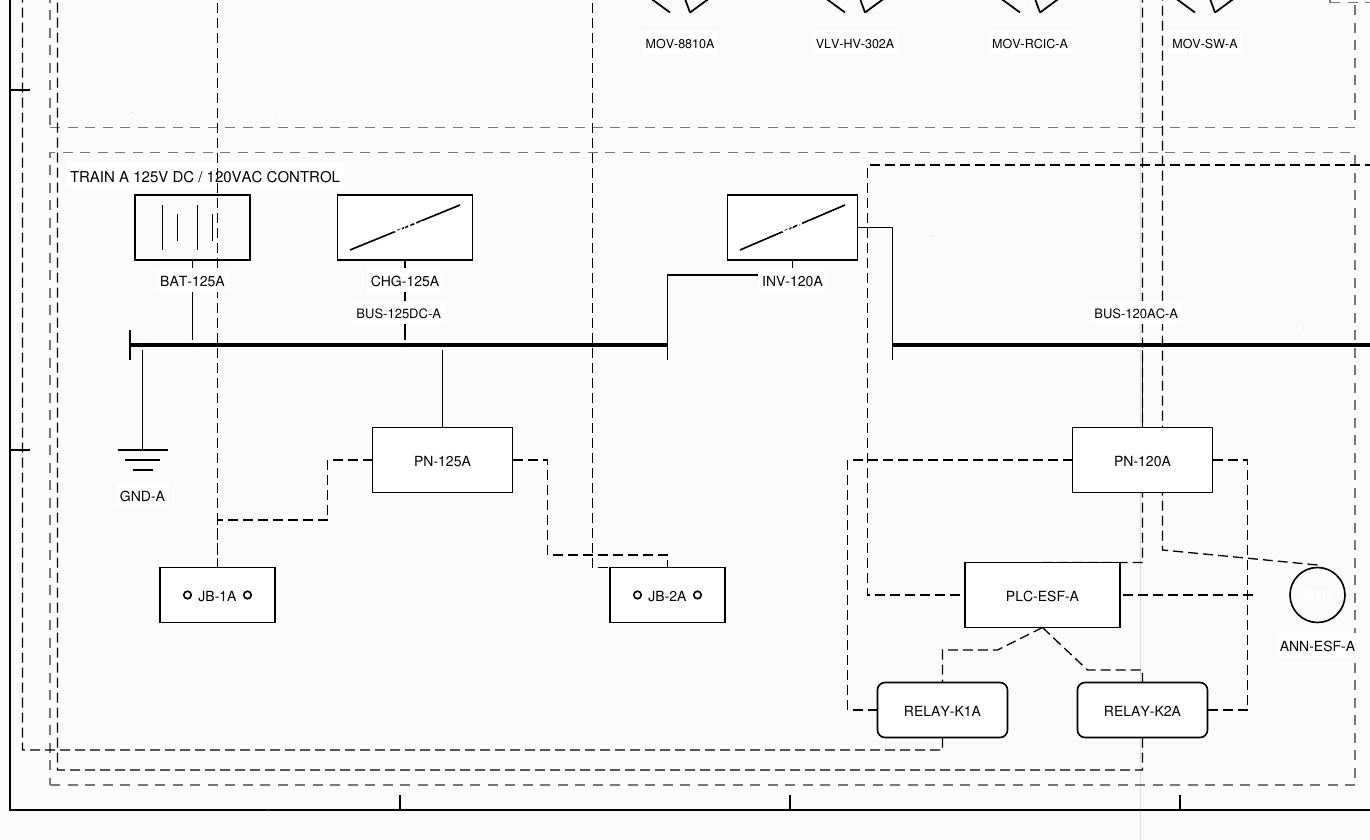 MOV-8810A
VLV-HV-302A
MOV-RCIC-A
MOV-SW-A
TRAIN A 125V DC / 120VAC CONTROL
BAT-125A
CHG-125A
INV-120A
BUS-125DC-A
BUS-120AC-A
PN-125A
PN-120A
GND-A
JB-1A
JB-2A
PLC-ESF-A
ANN-ESF-A
RELAY-K1A
RELAY-K2A